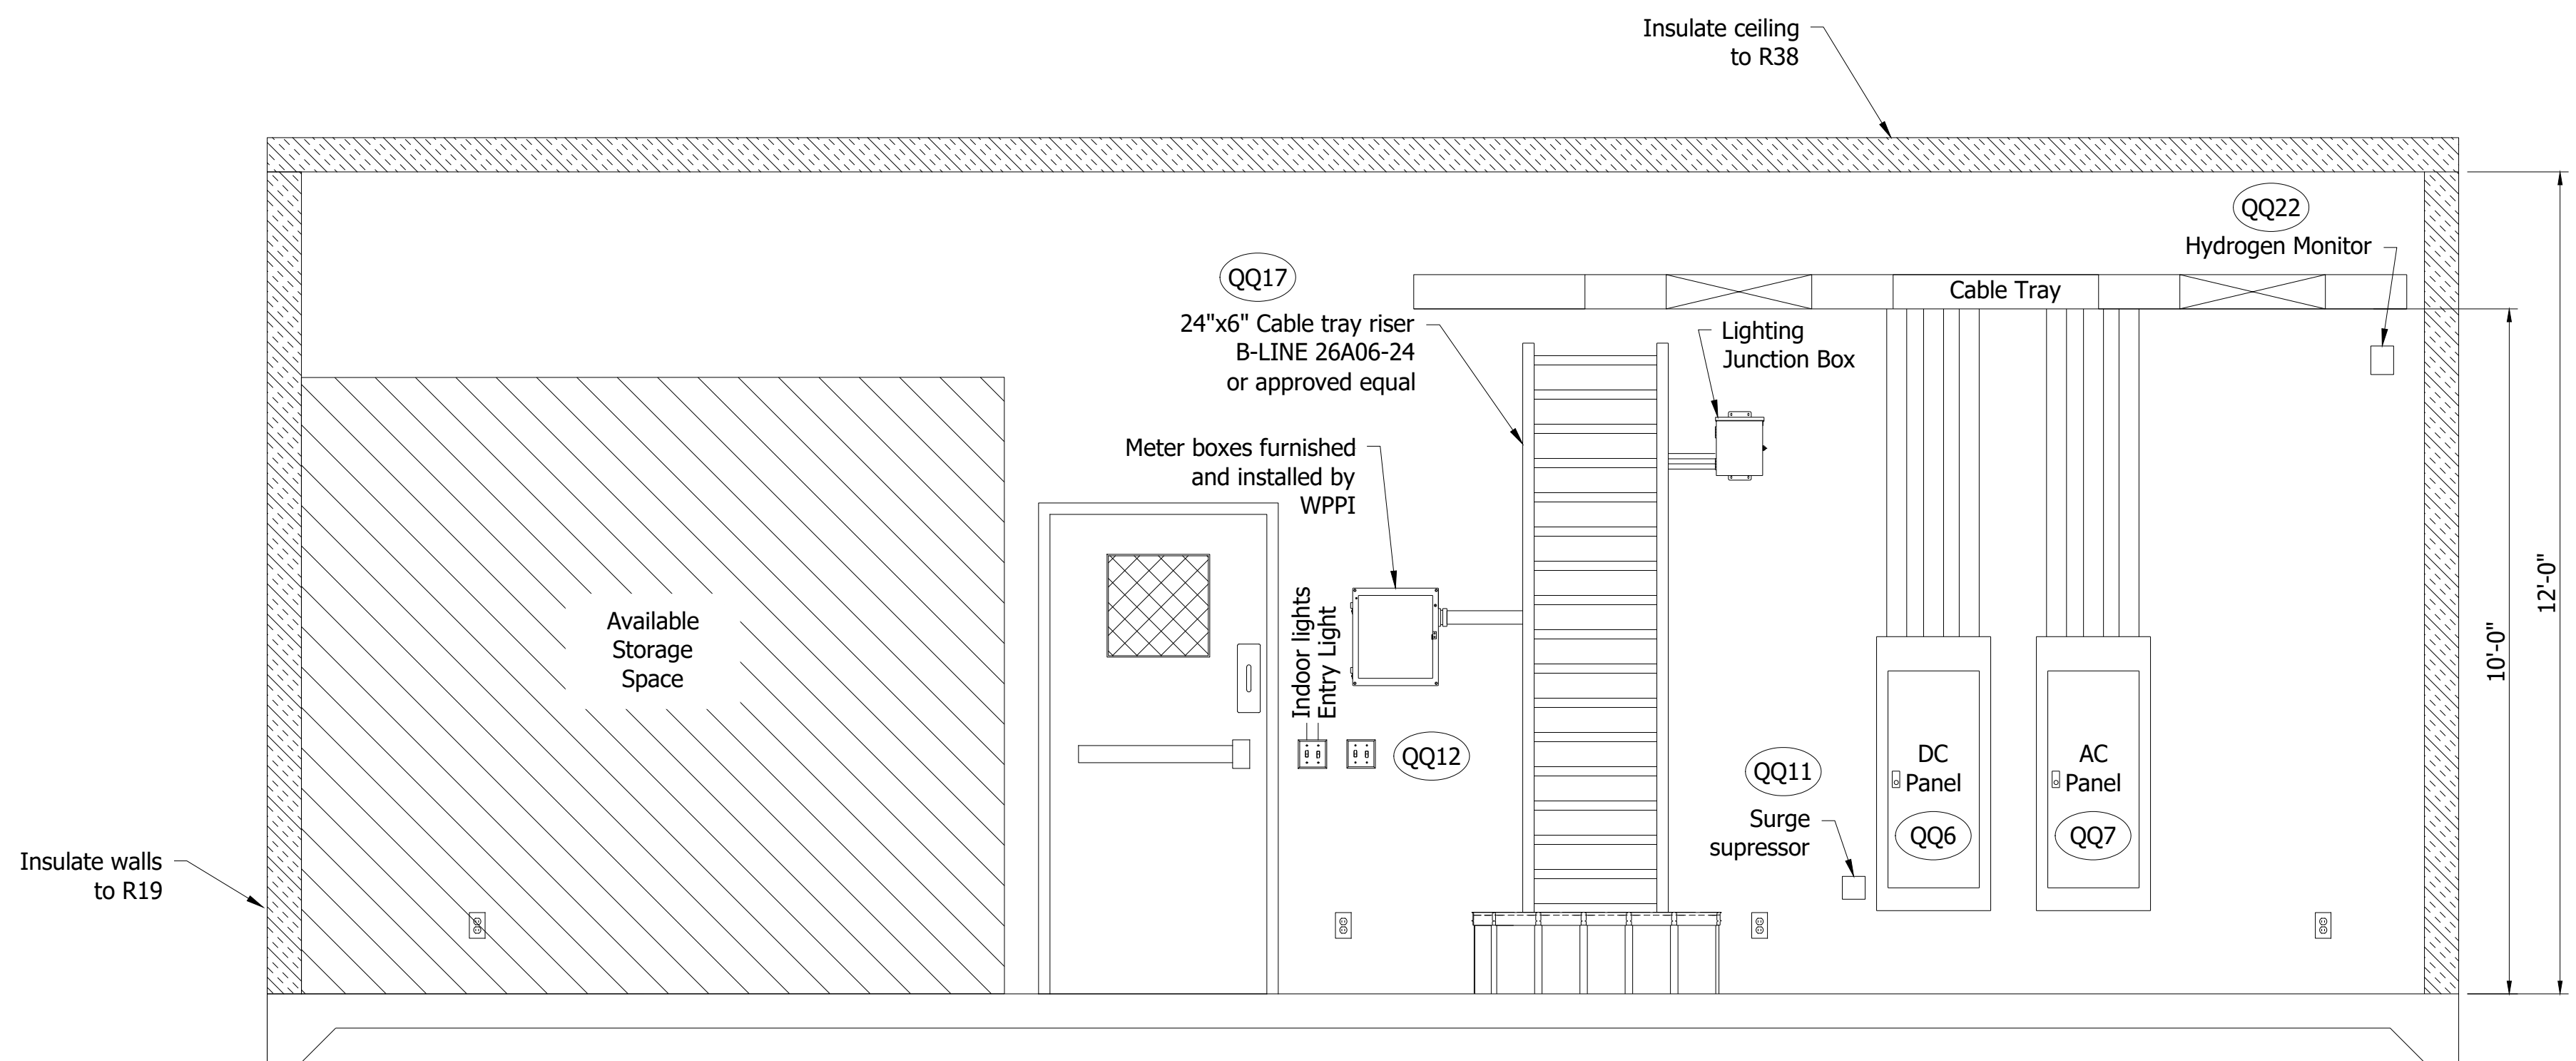 Insulate ceiling
to R38
QQ22
Hydrogen Monitor
QQ17
24"x6" Cable tray riser
B-LINE 26A06-24
or approved equal
Cable Tray
Lighting
Junction Box
Meter boxes furnished
and installed by
WPPI
Available
Storage
Space
Indoor lights
Entry Light
QQ12
QQ11
Surge
supressor
DC
Panel
QQ6
AC
Panel
QQ7
10'-0"
12'-0"
Insulate walls
to R19